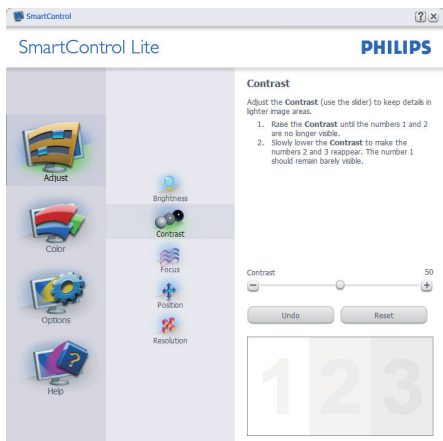 SmartControl
SmartControl Lite
PHILIPS
Adjust
Color
Options
Help
Brightness
Contrast
Focus
Position
Resolution
Contrast
Adjust the Contrast (use the slider) to keep details in
lighter image areas.
1. Raise the Contrast until the numbers 1 and 2
are no longer visible.
2. Slowly lower the Contrast to make the
numbers 2 and 3 reappear. The number 1
should remain barely visible.
Contrast 50
Undo Reset
1 2 3